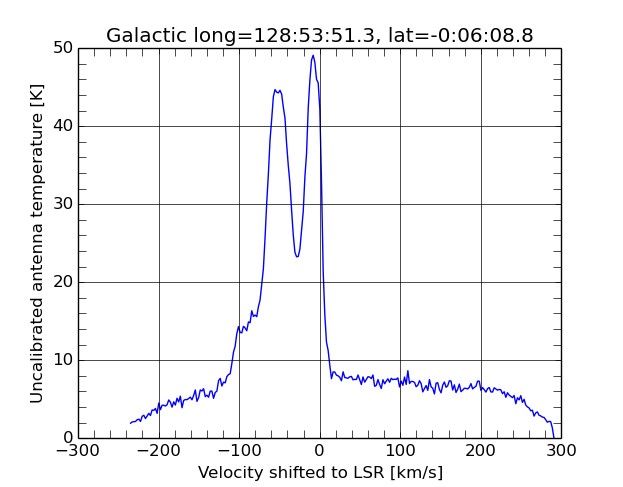 Galactic long=128:53:51.3, lat=-0:06:08.8
Uncalibrated antenna temperature [K]
50
40
30
20
10
0
−300 −200 −100 0 100 200 300
Velocity shifted to LSR [km/s]